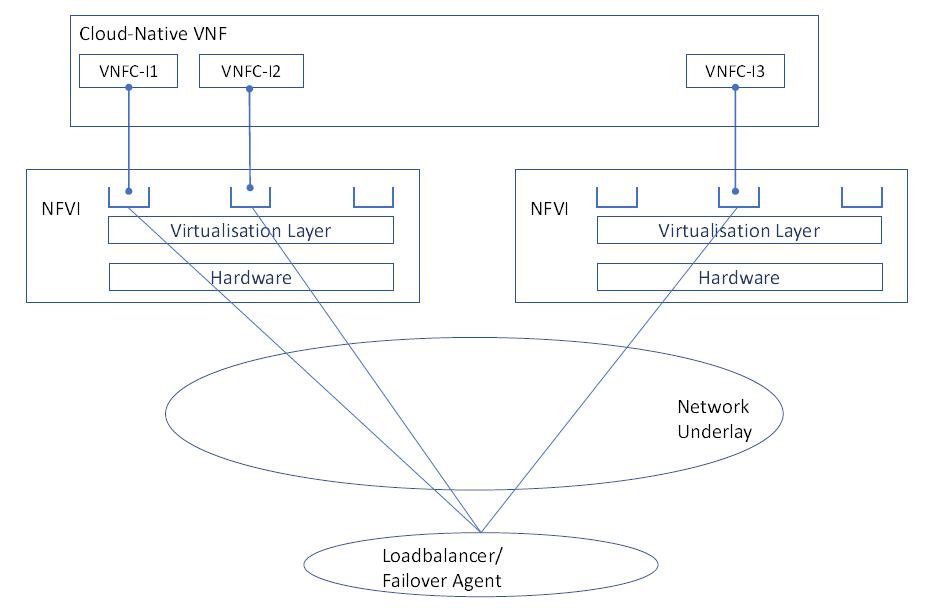 Cloud-Native VNF
VNFC-I1
VNFC-I2
VNFC-I3
NFVI
Virtualisation Layer
Hardware
NFVI
Virtualisation Layer
Hardware
Network
Underlay
Loadbalancer/
Failover Agent